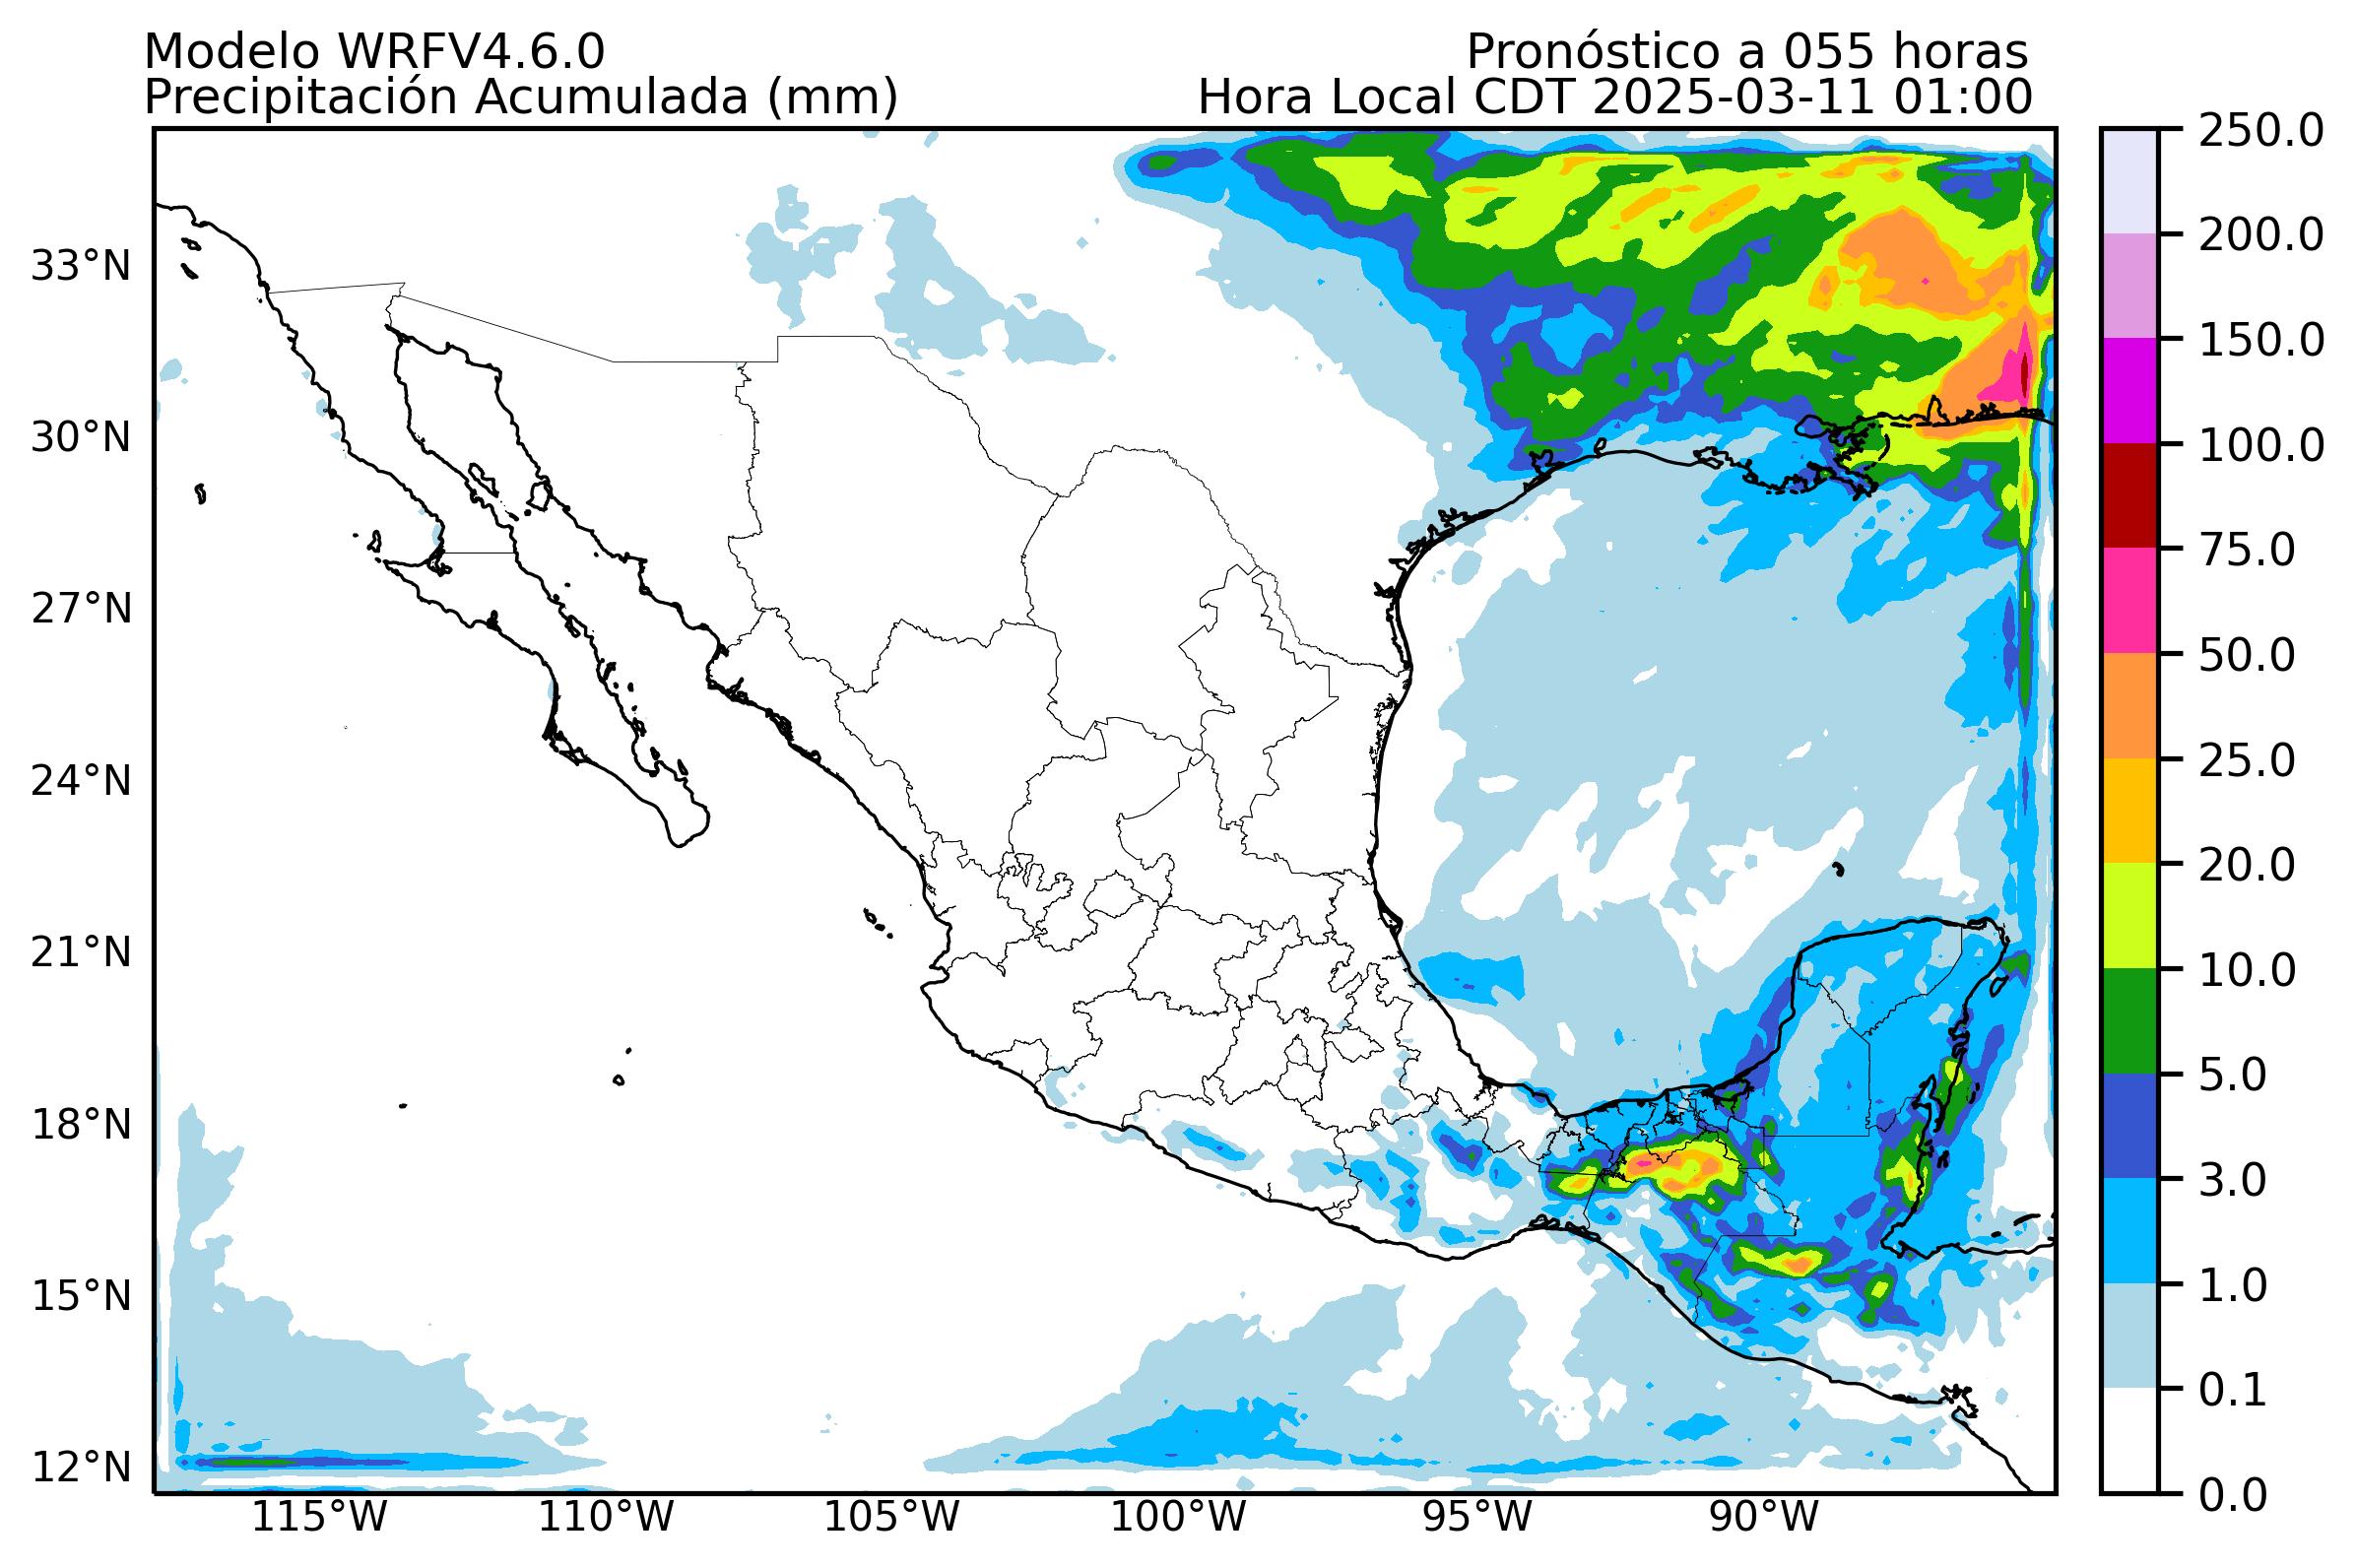 Modelo WRFV4.6.0
Pronóstico a 055 horas
Precipitación Acumulada (mm)
Hora Local CDT 2025-03-11 01:00
33°N
30°N
27°N
24°N
21°N
18°N
15°N
12°N
115°W
110°W
105°W
100°W
95°W
90°W
250.0
200.0
150.0
100.0
75.0
50.0
25.0
20.0
10.0
5.0
3.0
1.0
0.1
0.0